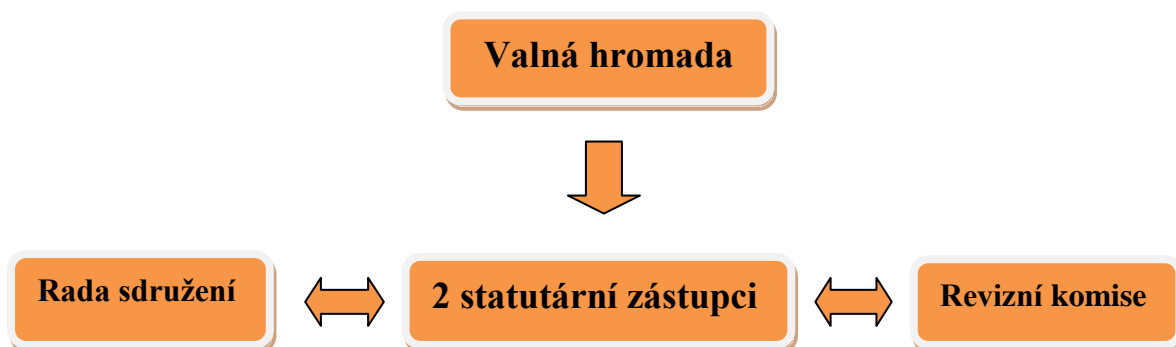 Valná hromada
Rada sdružení
2 statutární zástupci
Revizní komise